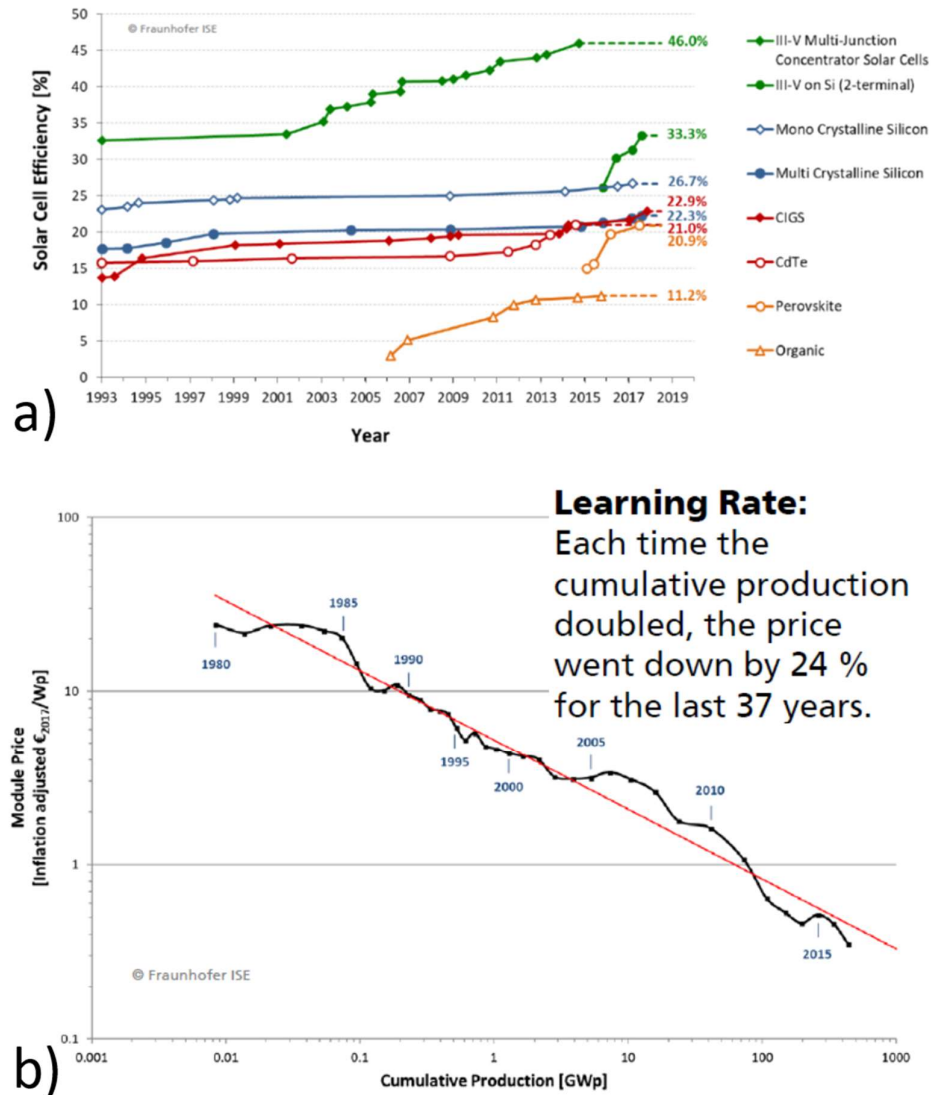 © Fraunhofer ISE
Solar Cell Efficiency [%]
50
45
40
35
30
25
20
15
10
5
0
1993 1995 1997 1999 2001 2003 2005 2007 2009 2011 2013 2015 2017 2019
Year
46.0%
33.3%
26.7%
22.9%
22.3%
21.0%
20.9%
11.2%
III-V Multi-Junction
Concentrator Solar Cells
III-V on Si (2-terminal)
Mono Crystalline Silicon
Multi Crystalline Silicon
CIGS
CdTe
Perovskite
Organic
a)
Learning Rate:
Each time the
cumulative production
doubled, the price
went down by 24 %
for the last 37 years.
Module Price
[Inflation adjusted €2017/Wp]
100
10
1
0.1
1980
1985
1990
1995
2000
2005
2010
2015
© Fraunhofer ISE
0.001 0.01 0.1 1 10 100 1000
Cumulative Production [GWp]
b)